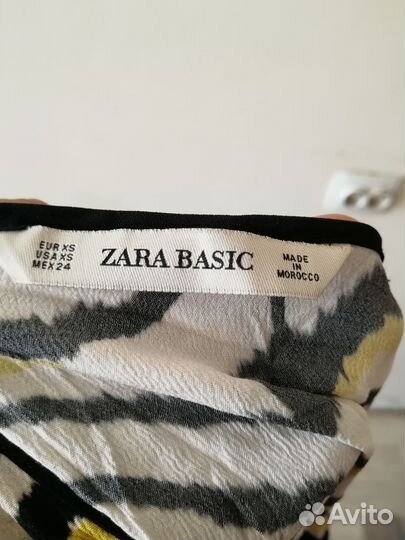 EUR XS
USA XS
MEX 24
ZARA BASIC
MADE
IN
MOROCCO
Avito